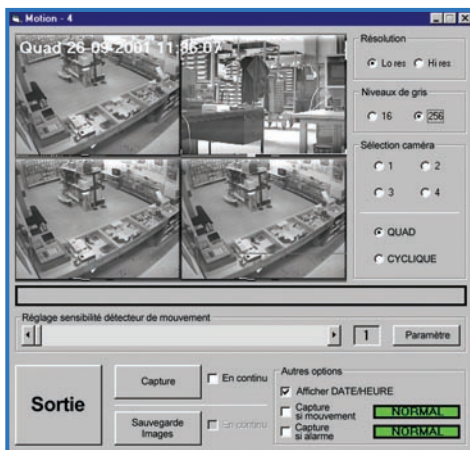 Motion - 4
Quad 26-09-2001 11:36:07
Résolution
Lo res Hi res
Niveaux de gris
16 256
Sélection caméra
1 2
3 4
QUAD
CYCLIQUE
Réglage sensibilité détecteur de mouvement
1 Paramètre
Sortie
Capture En continu
Sauvegarde
Images
En continu
Autres options
Afficher DATE/HEURE
Capture
si mouvement NORMAL
Capture
si alarme NORMAL